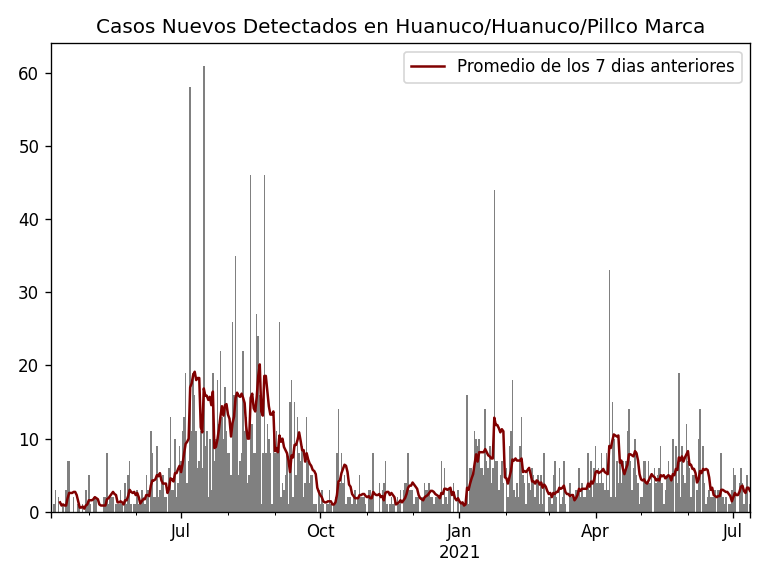 Casos Nuevos Detectados en Huanuco/Huanuco/Pillco Marca
Promedio de los 7 dias anteriores
60
50
40
30
20
10
0
Jul
Oct
Jan
2021
Apr
Jul